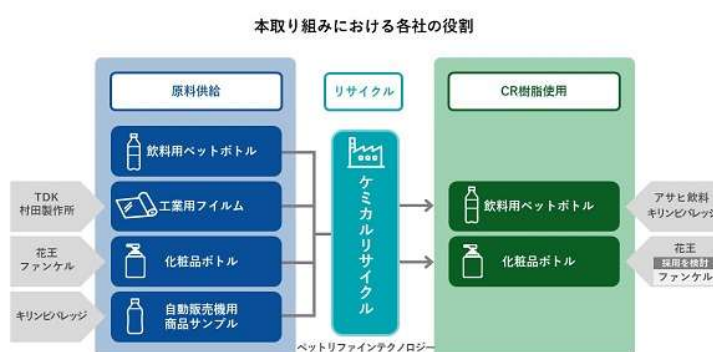 本取り組みにおける各社の役割
原料供給
リサイクル
CR樹脂使用
飲料用ペットボトル
TDK
村田製作所
工業用フイルム
花王
ファンケル
化粧品ボトル
キリンビバレッジ
自動販売機用
商品サンプル
ケミカルリサイクル
ペットリファインテクノロジー
飲料用ペットボトル
アサヒ飲料
キリンビバレッジ
化粧品ボトル
花王
採用を検討
ファンケル